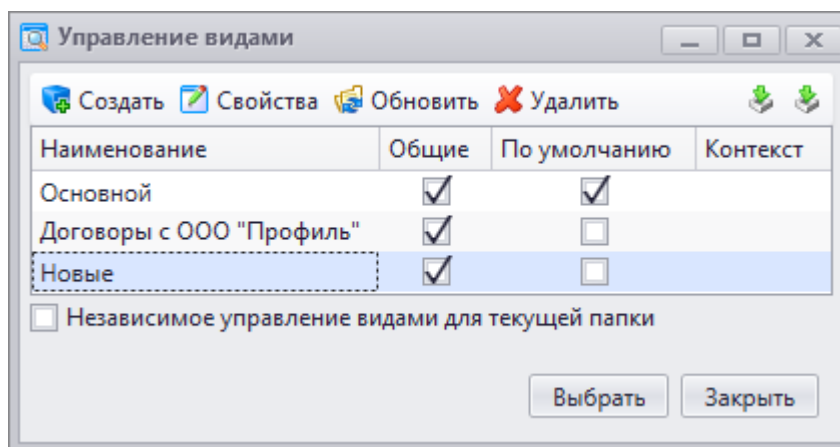 Управление видами
Создать Свойства Обновить Удалить
Наименование Общие По умолчанию Контекст
Основной
Договоры с ООО "Профиль"
Новые
Независимое управление видами для текущей папки
Выбрать Закрыть